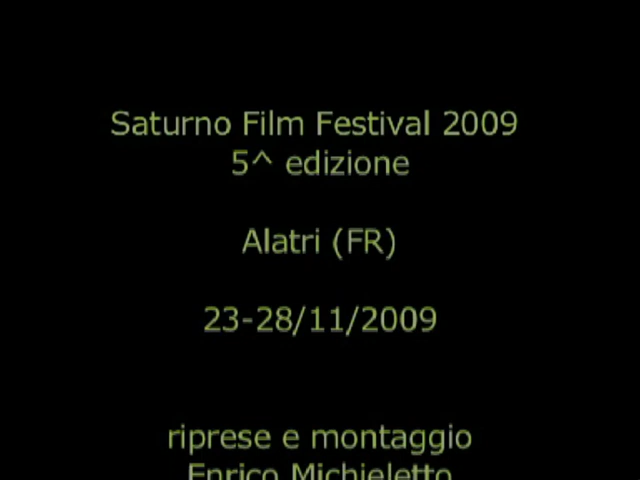 Saturno Film Festival 2009
5^ edizione
Alatri (FR)
23-28/11/2009
riprese e montaggio
Enrico Michieletto